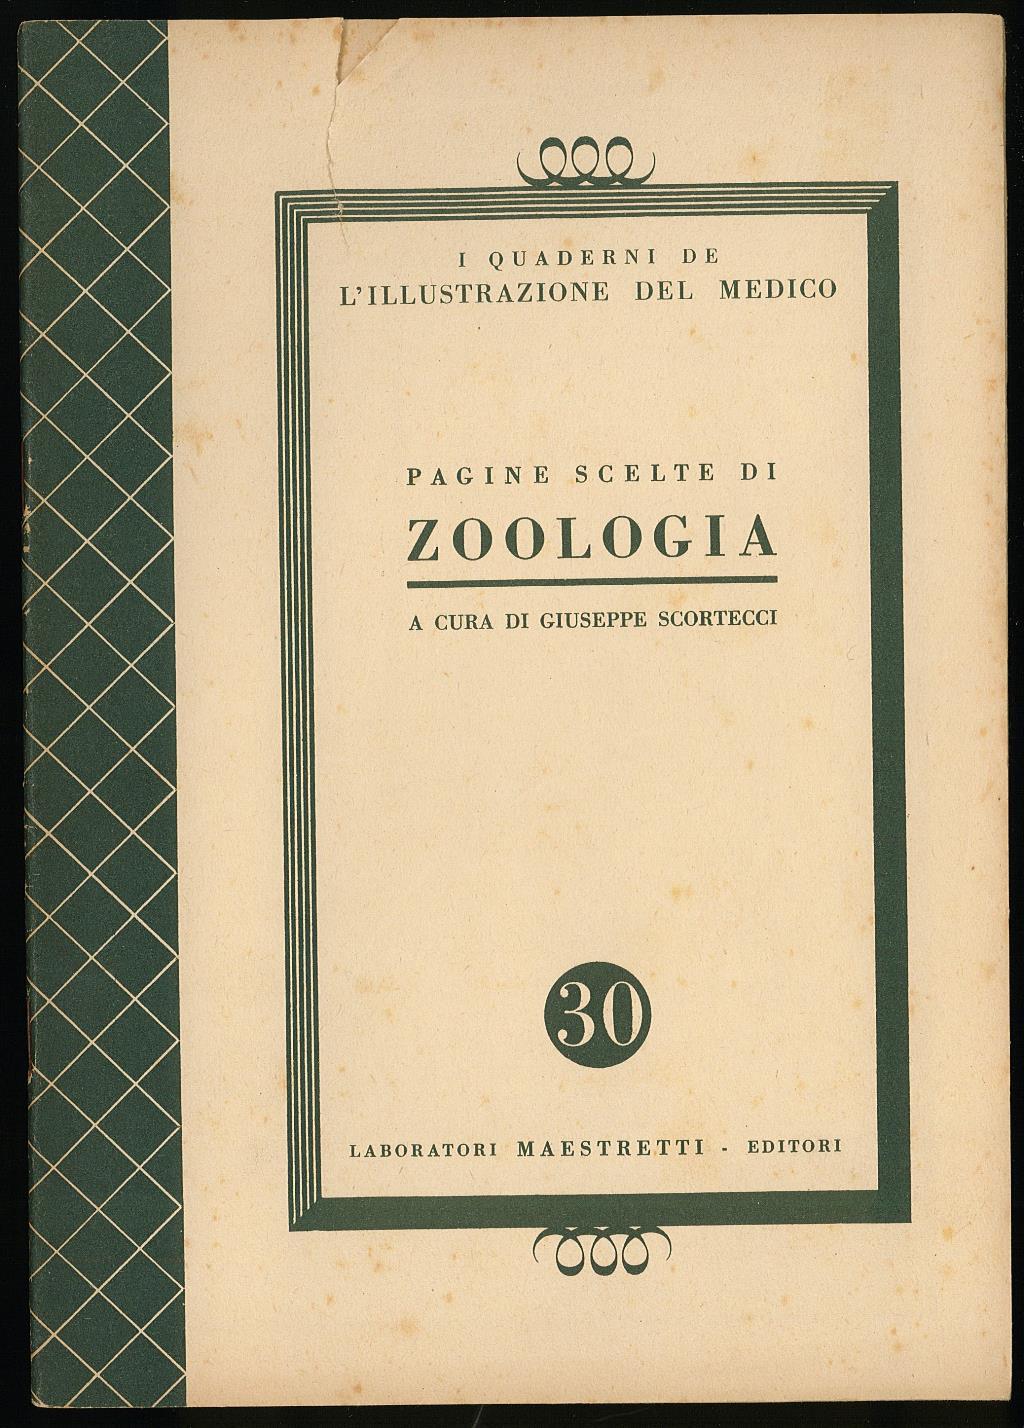 I QUADERNI DE
L'ILLUSTRAZIONE DEL MEDICO
PAGINE SCELTE DI
ZOOLOGIA
A CURA DI GIUSEPPE SCORTECCI
30
LABORATORI MAESTRETTI - EDITORI